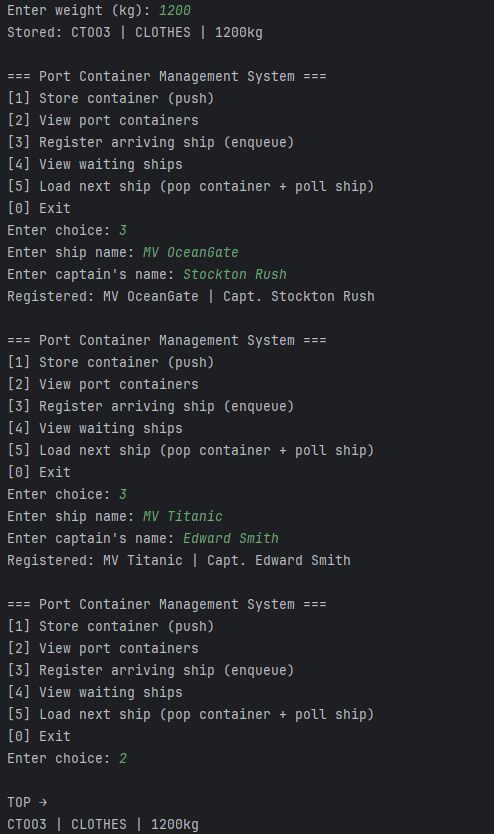 Enter weight (kg): 1200
Stored: CTOO3 | CLOTHES | 1200kg
=== Port Container Management System ===
[1] Store container (push)
[2] View port containers
[3] Register arriving ship (enqueue)
[4] View waiting ships
[5] Load next ship (pop container + poll ship)
[0] Exit
Enter choice: 3
Enter ship name: MV OceanGate
Enter captain's name: Stockton Rush
Registered: MV OceanGate | Capt. Stockton Rush
=== Port Container Management System ===
[1] Store container (push)
[2] View port containers
[3] Register arriving ship (enqueue)
[4] View waiting ships
[5] Load next ship (pop container + poll ship)
[0] Exit
Enter choice: 3
Enter ship name: MV Titanic
Enter captain's name: Edward Smith
Registered: MV Titanic | Capt. Edward Smith
=== Port Container Management System ===
[1] Store container (push)
[2] View port containers
[3] Register arriving ship (enqueue)
[4] View waiting ships
[5] Load next ship (pop container + poll ship)
[0] Exit
Enter choice: 2
TOP →
CTOO3 | CLOTHES | 1200kg